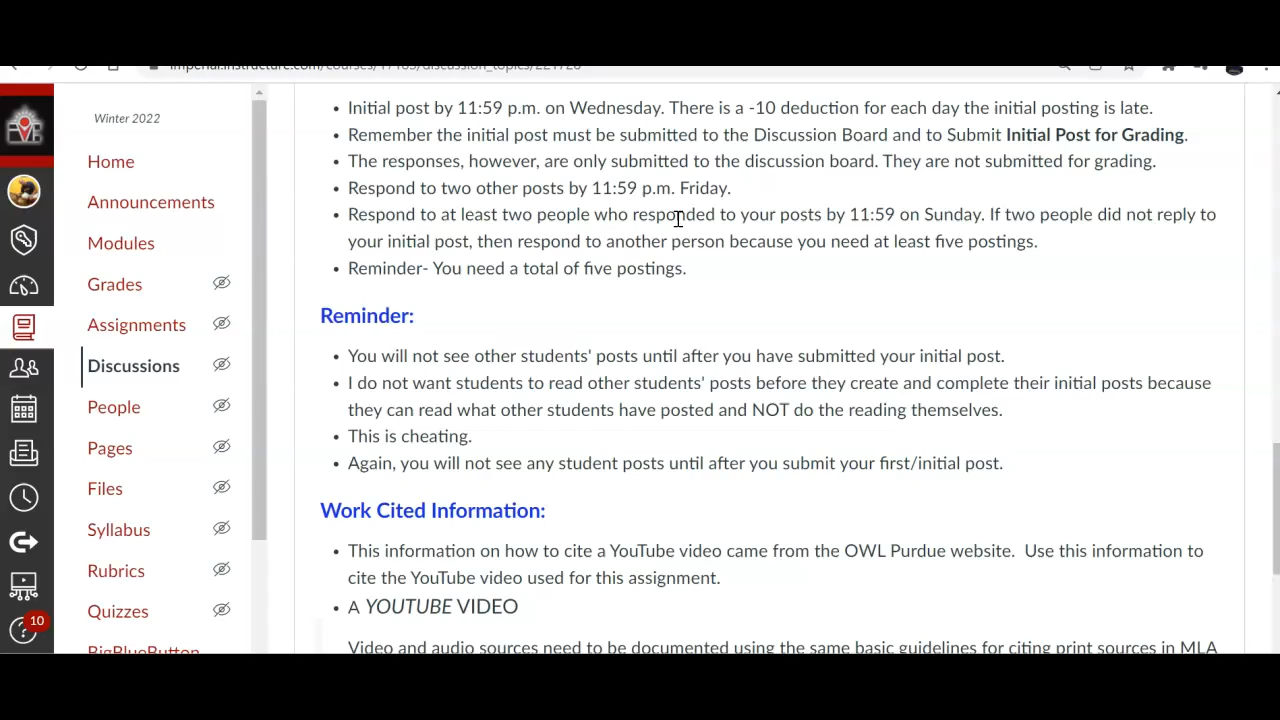 imperial.instructure.com/courses/17183/discussion_topics/221720
Winter 2022
Home
Announcements
Modules
Grades
Assignments
Discussions
People
Pages
Files
Syllabus
Rubrics
Quizzes
BigBlueButton
10
Initial post by 11:59 p.m. on Wednesday. There is a -10 deduction for each day the initial posting is late.
Remember the initial post must be submitted to the Discussion Board and to Submit Initial Post for Grading.
The responses, however, are only submitted to the discussion board. They are not submitted for grading.
Respond to two other posts by 11:59 p.m. Friday.
Respond to at least two people who responded to your posts by 11:59 on Sunday. If two people did not reply to
your initial post, then respond to another person because you need at least five postings.
Reminder- You need a total of five postings.
Reminder:
You will not see other students' posts until after you have submitted your initial post.
I do not want students to read other students' posts before they create and complete their initial posts because
they can read what other students have posted and NOT do the reading themselves.
This is cheating.
Again, you will not see any student posts until after you submit your first/initial post.
Work Cited Information:
This information on how to cite a YouTube video came from the OWL Purdue website.  Use this information to
cite the YouTube video used for this assignment.
A YOUTUBE VIDEO
Video and audio sources need to be documented using the same basic guidelines for citing print sources in MLA